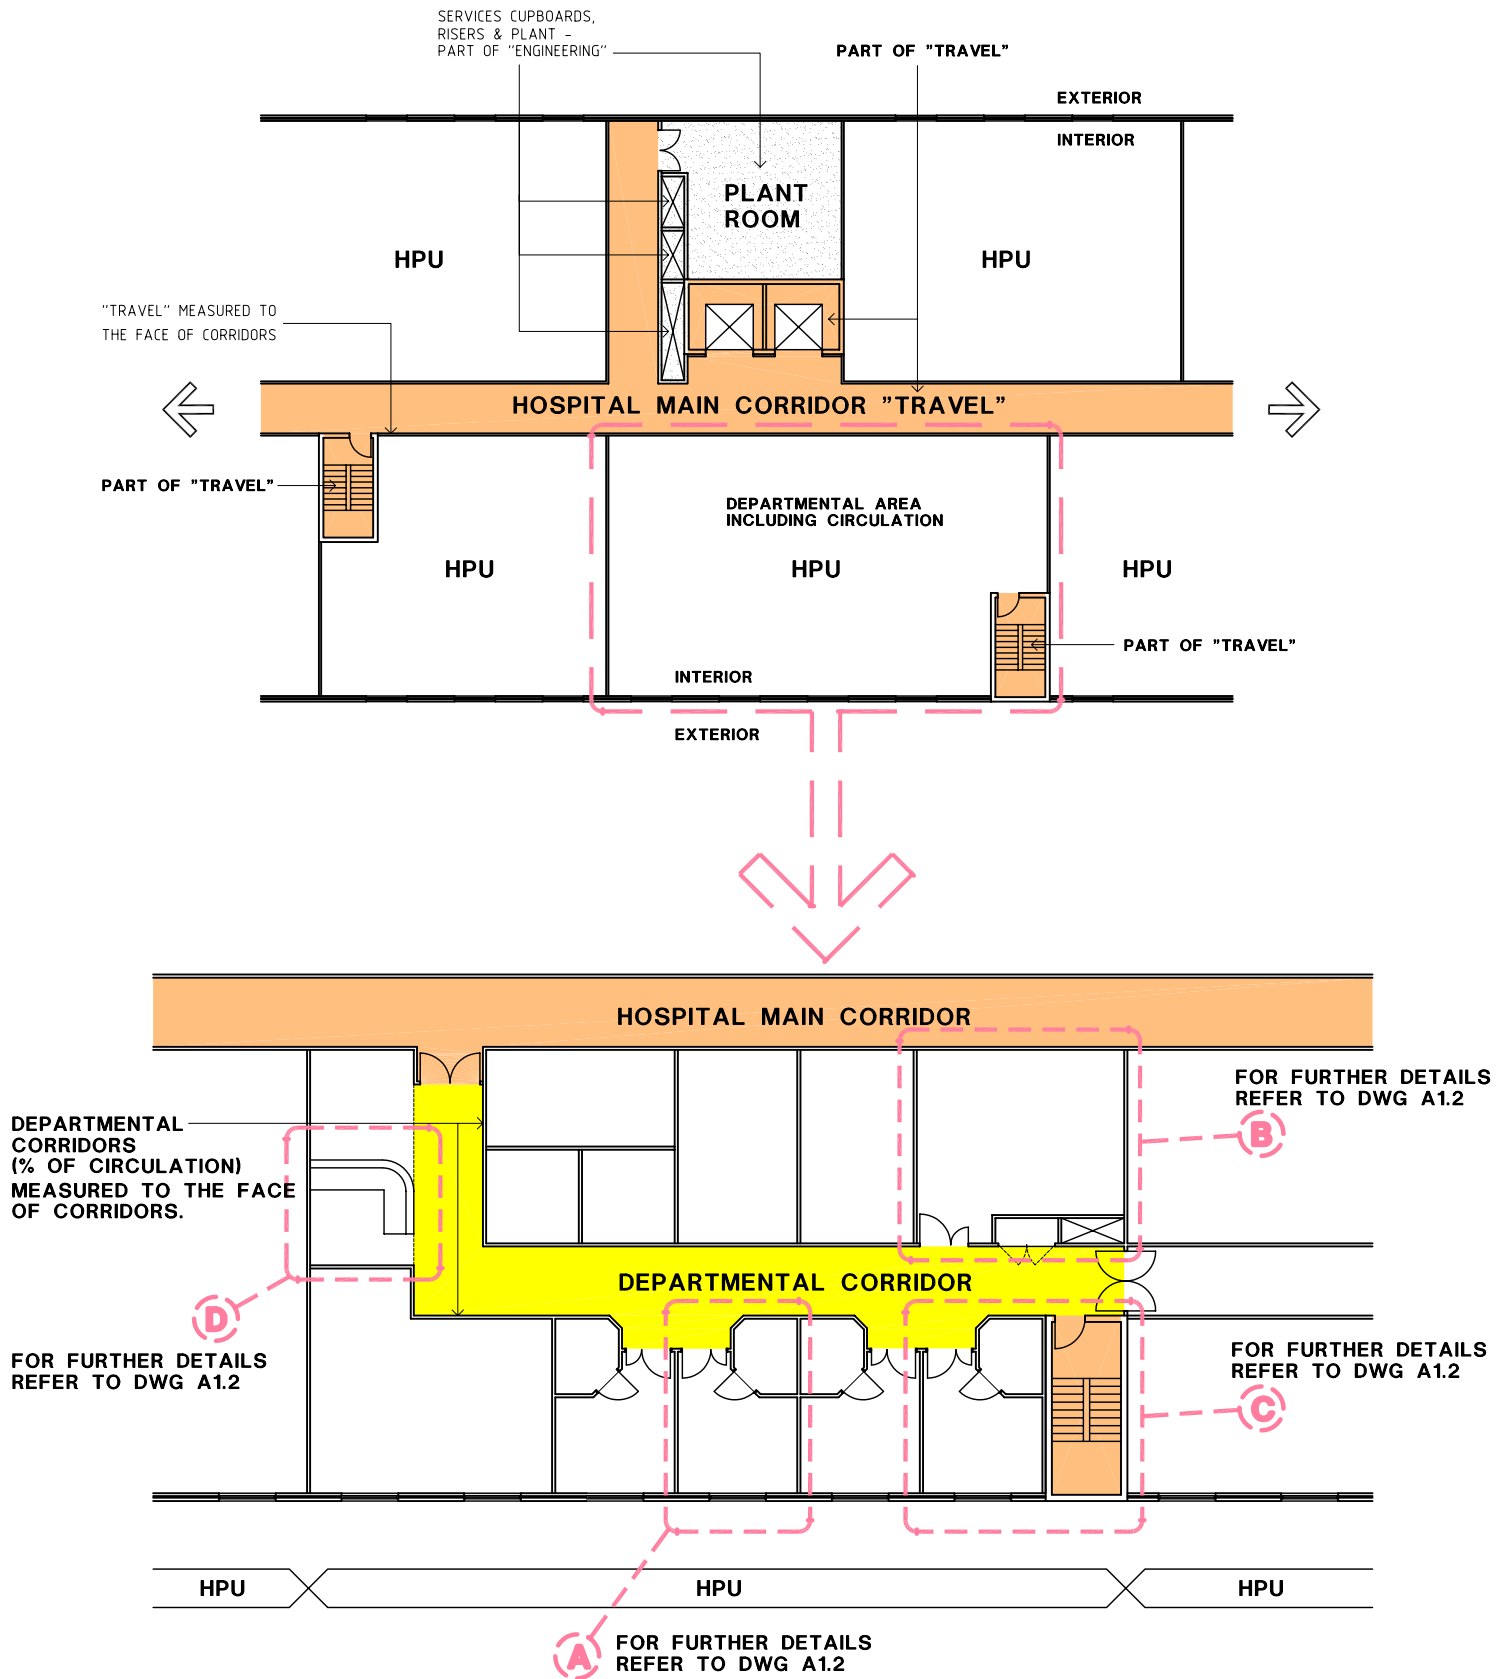 SERVICES CUPBOARDS,
RISERS & PLANT -
PART OF "ENGINEERING"
PART OF "TRAVEL"
EXTERIOR
INTERIOR
PLANT
ROOM
HPU
HPU
"TRAVEL" MEASURED TO
THE FACE OF CORRIDORS
HOSPITAL MAIN CORRIDOR "TRAVEL"
PART OF "TRAVEL"
DEPARTMENTAL AREA
INCLUDING CIRCULATION
HPU
HPU
HPU
PART OF "TRAVEL"
INTERIOR
EXTERIOR
HOSPITAL MAIN CORRIDOR
FOR FURTHER DETAILS
REFER TO DWG A1.2
B
DEPARTMENTAL
CORRIDORS
(% OF CIRCULATION)
MEASURED TO THE FACE
OF CORRIDORS.
DEPARTMENTAL CORRIDOR
D
FOR FURTHER DETAILS
REFER TO DWG A1.2
FOR FURTHER DETAILS
REFER TO DWG A1.2
C
HPU
HPU
HPU
A
FOR FURTHER DETAILS
REFER TO DWG A1.2